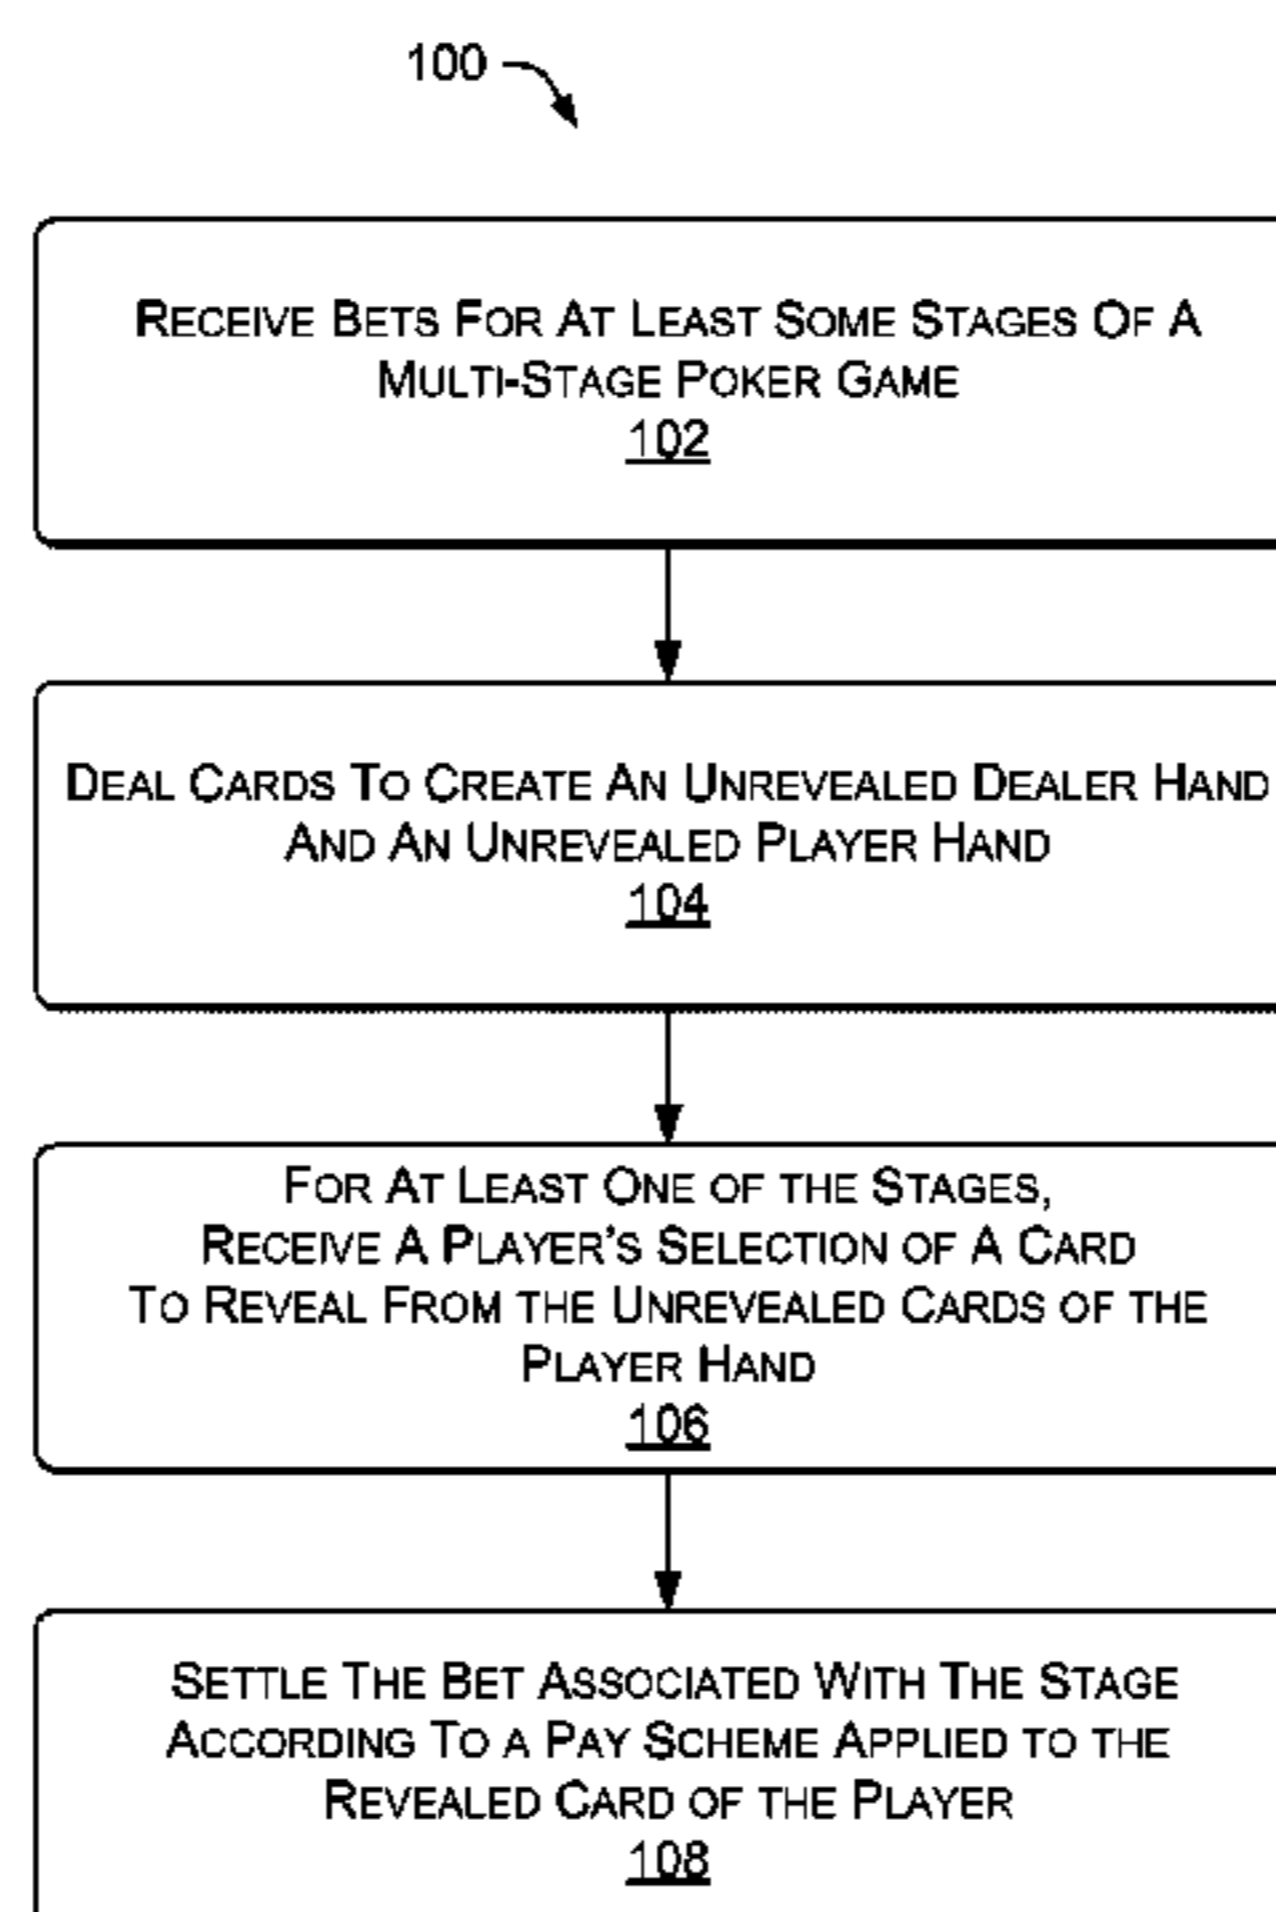 100
RECEIVE BETS FOR AT LEAST SOME STAGES OF A
MULTI-STAGE POKER GAME
102
DEAL CARDS TO CREATE AN UNREVEALED DEALER HAND
AND AN UNREVEALED PLAYER HAND
104
FOR AT LEAST ONE OF THE STAGES,
RECEIVE A PLAYER'S SELECTION OF A CARD
TO REVEAL FROM THE UNREVEALED CARDS OF THE
PLAYER HAND
106
SETTLE THE BET ASSOCIATED WITH THE STAGE
ACCORDING TO A PAY SCHEME APPLIED TO THE
REVEALED CARD OF THE PLAYER
108